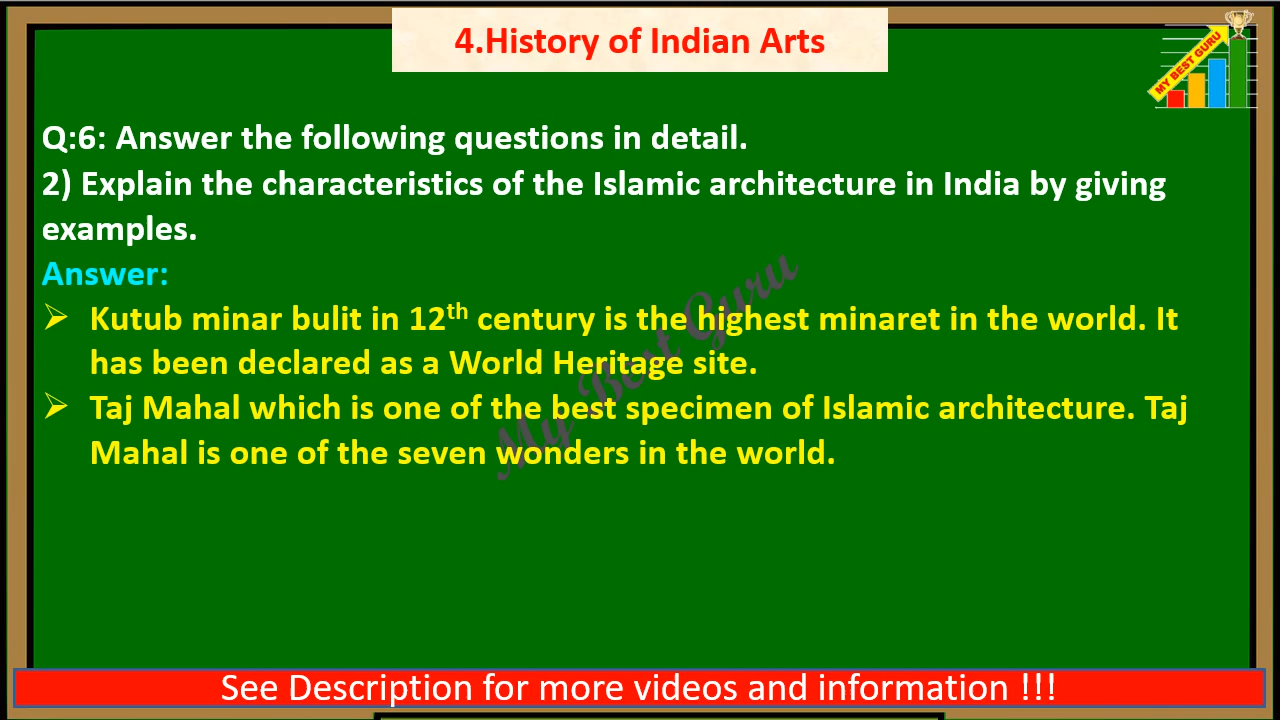 4.History of Indian Arts
MY BEST GURU
Q:6: Answer the following questions in detail.
2) Explain the characteristics of the Islamic architecture in India by giving
examples.
Answer:
➢ Kutub minar bulit in 12th century is the highest minaret in the world. It
has been declared as a World Heritage site.
➢ Taj Mahal which is one of the best specimen of Islamic architecture. Taj
Mahal is one of the seven wonders in the world.
My Best Guru
See Description for more videos and information !!!